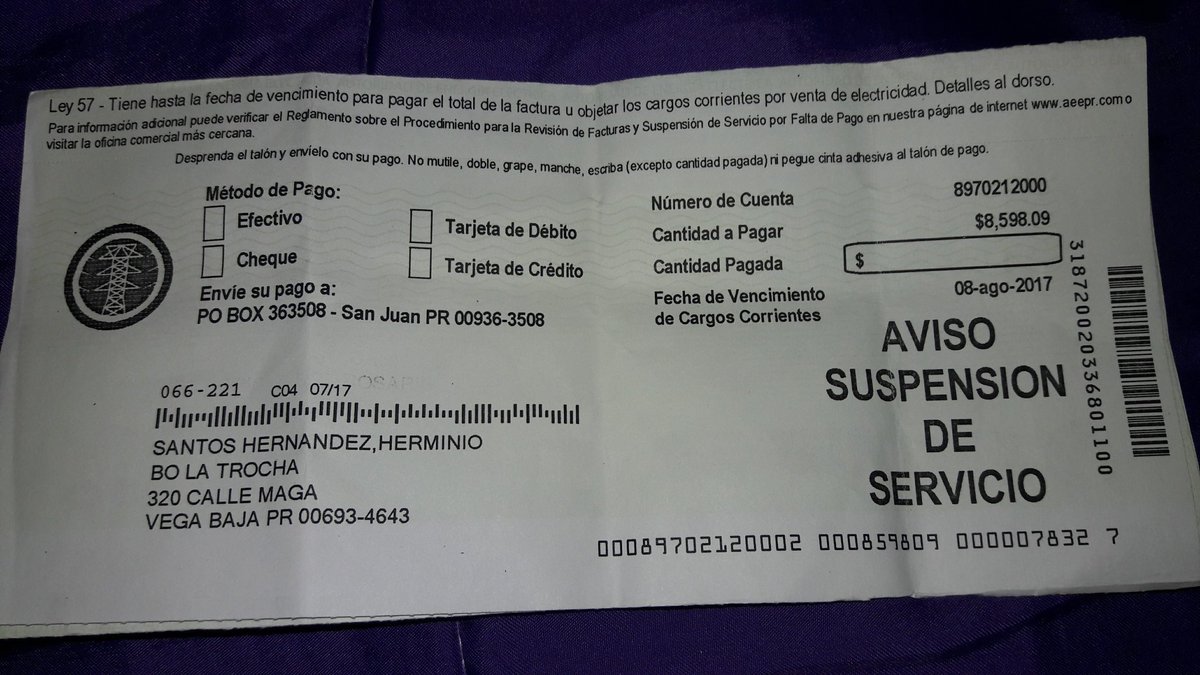 Ley 57 - Tiene hasta la fecha de vencimiento para pagar el total de la factura u objetar los cargos corrientes por venta de electricidad. Detalles al dorso.
Para información adicional puede verificar el Reglamento sobre el Procedimiento para la Revisión de Facturas y Suspensión de Servicio por Falta de Pago en nuestra página de internet www.aeepr.com o
visitar la oficina comercial más cercana.
Desprenda el talón y envíelo con su pago. No mutile, doble, grape, manche, escriba (excepto cantidad pagada) ni pegue cinta adhesiva al talón de pago.
Método de Pago:
Efectivo
Tarjeta de Débito
Cheque
Tarjeta de Crédito
Envíe su pago a:
PO BOX 363508 - San Juan PR 00936-3508
Número de Cuenta 8970212000
Cantidad a Pagar $8,598.09
Cantidad Pagada $
Fecha de Vencimiento 08-ago-2017
de Cargos Corrientes
AVISO
SUSPENSION
DE
SERVICIO
318720020336801100
066-221 C04 07/17
SANTOS HERNANDEZ,HERMINIO
BO LA TROCHA
320 CALLE MAGA
VEGA BAJA PR 00693-4643
00089702120002 000859809 000007832 7